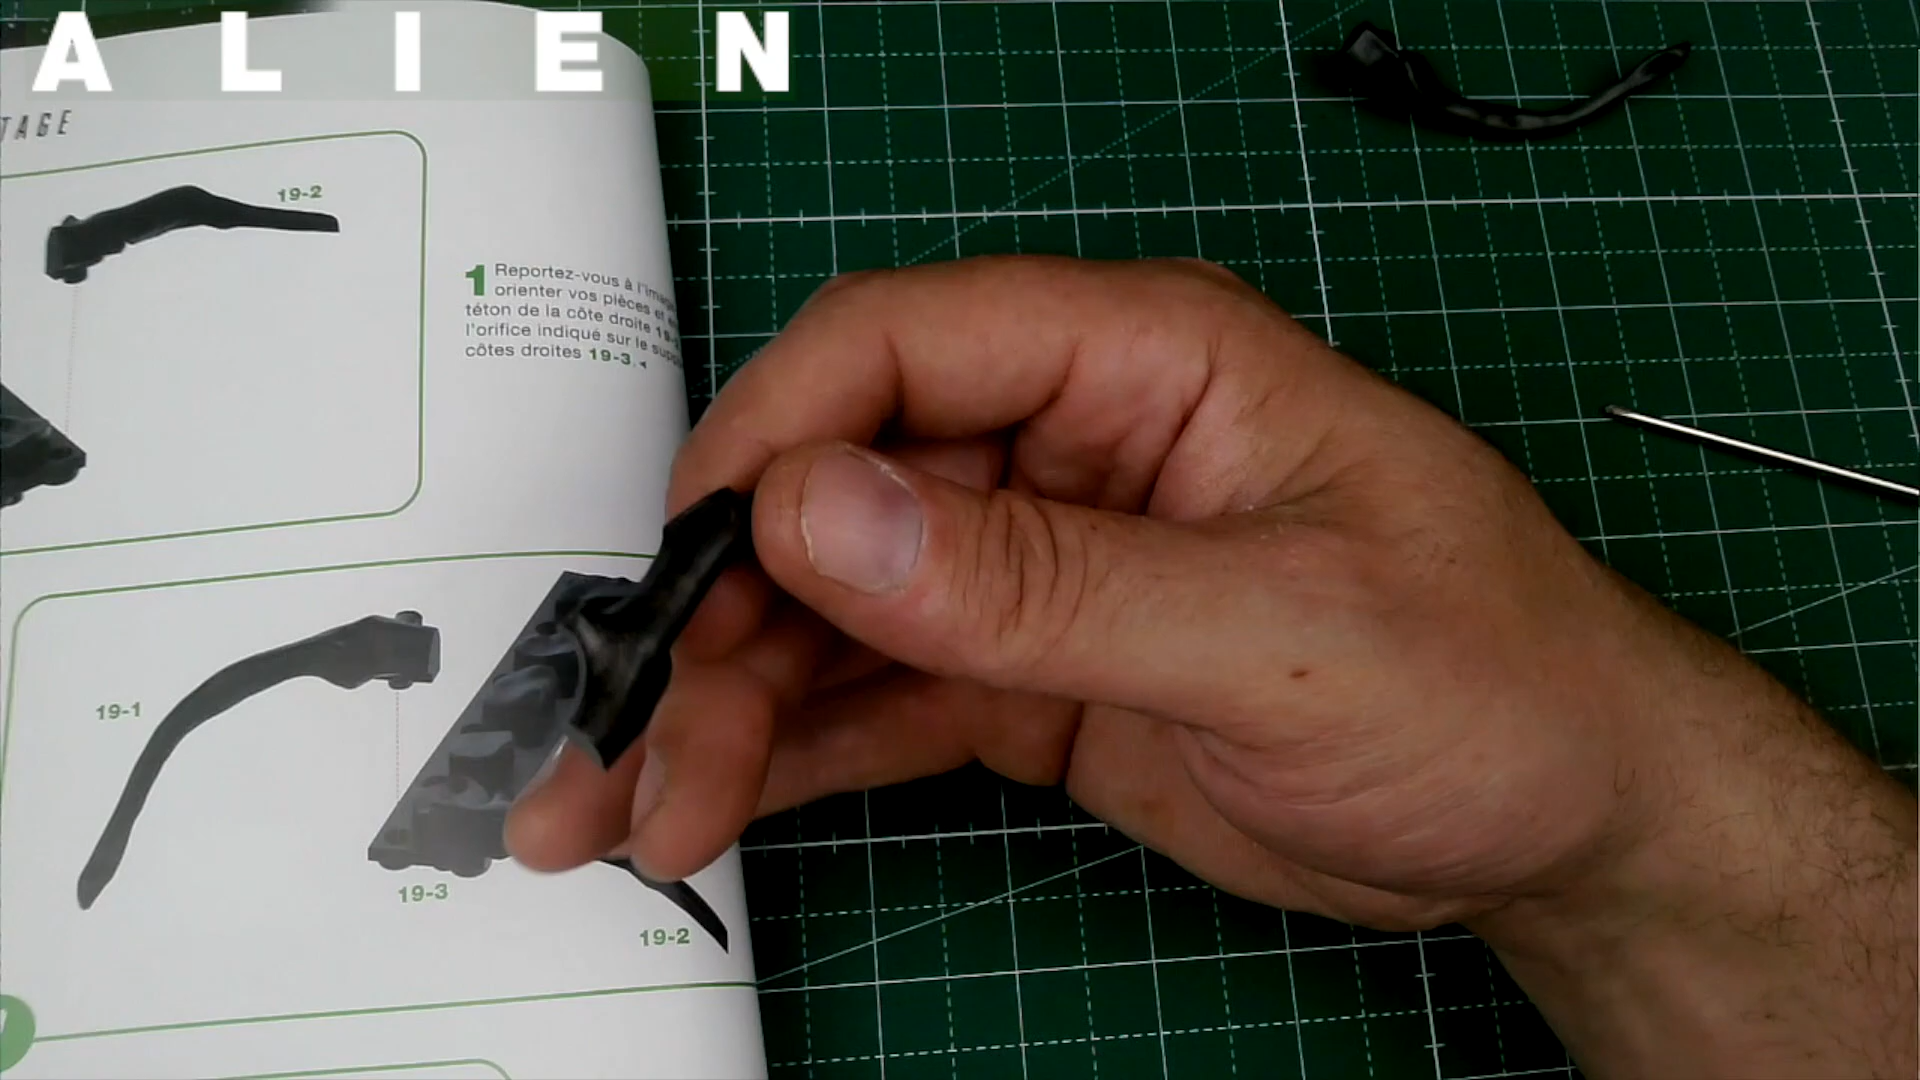 ALIEN
TAGE
19-2
1 Reportez-vous à l'image
orienter vos pièces et
téton de la côte droite
l'orifice indiqué sur le
côtes droites 19-3.
19-1
19-3
19-2